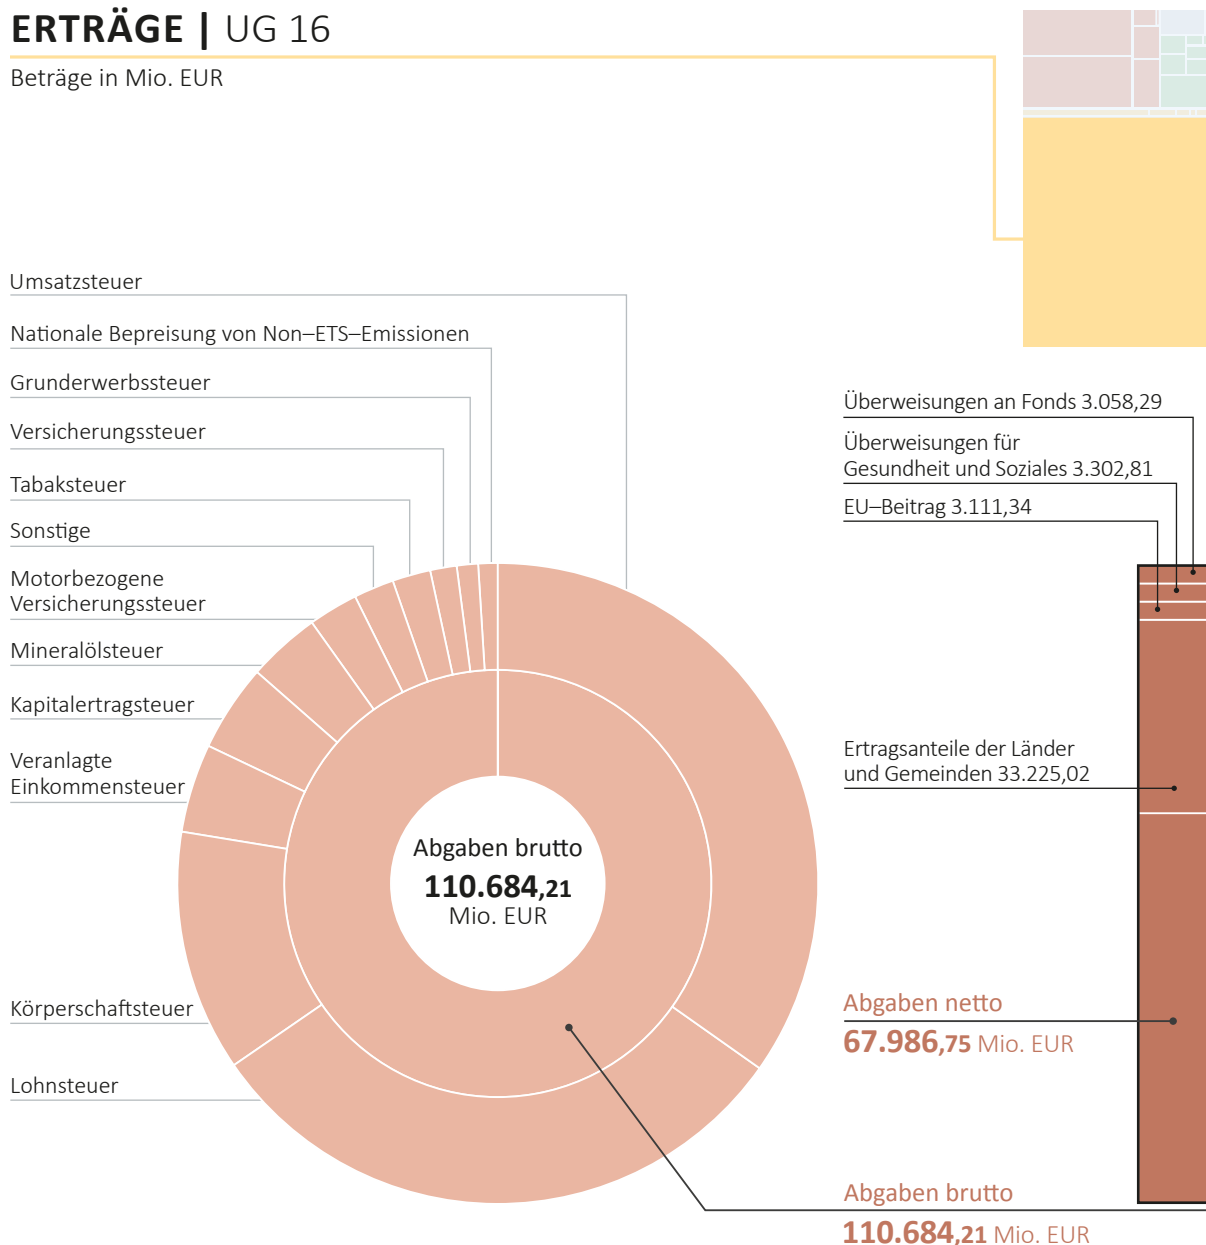 ERTRÄGE | UG 16
Beträge in Mio. EUR
Umsatzsteuer
Nationale Bepreisung von Non–ETS–Emissionen
Grunderwerbssteuer
Versicherungssteuer
Tabaksteuer
Sonstige
Motorbezogene
Versicherungssteuer
Mineralölsteuer
Kapitalertragsteuer
Veranlagte
Einkommensteuer
Körperschaftsteuer
Lohnsteuer
Abgaben brutto
110.684,21
Mio. EUR
Überweisungen an Fonds 3.058,29
Überweisungen für
Gesundheit und Soziales 3.302,81
EU–Beitrag 3.111,34
Ertragsanteile der Länder
und Gemeinden 33.225,02
Abgaben netto
67.986,75 Mio. EUR
Abgaben brutto
110.684,21 Mio. EUR